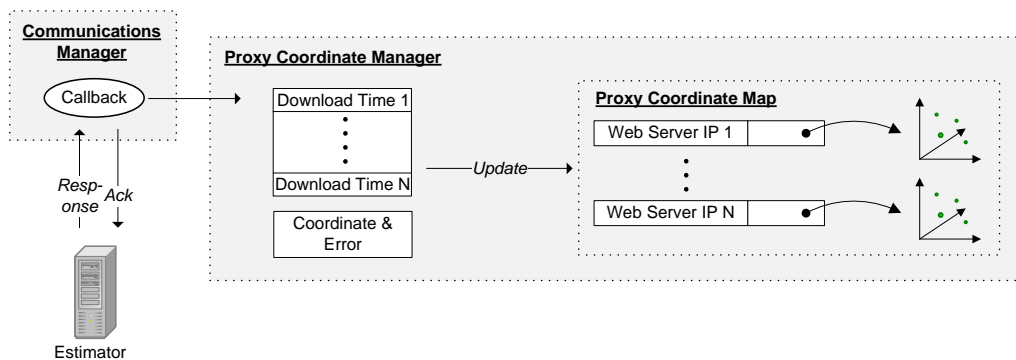 Communications
Manager
Callback
Resp-
onse
Ack
Estimator
Proxy Coordinate Manager
Download Time 1
Download Time N
Coordinate &
Error
Update
Proxy Coordinate Map
Web Server IP 1
Web Server IP N